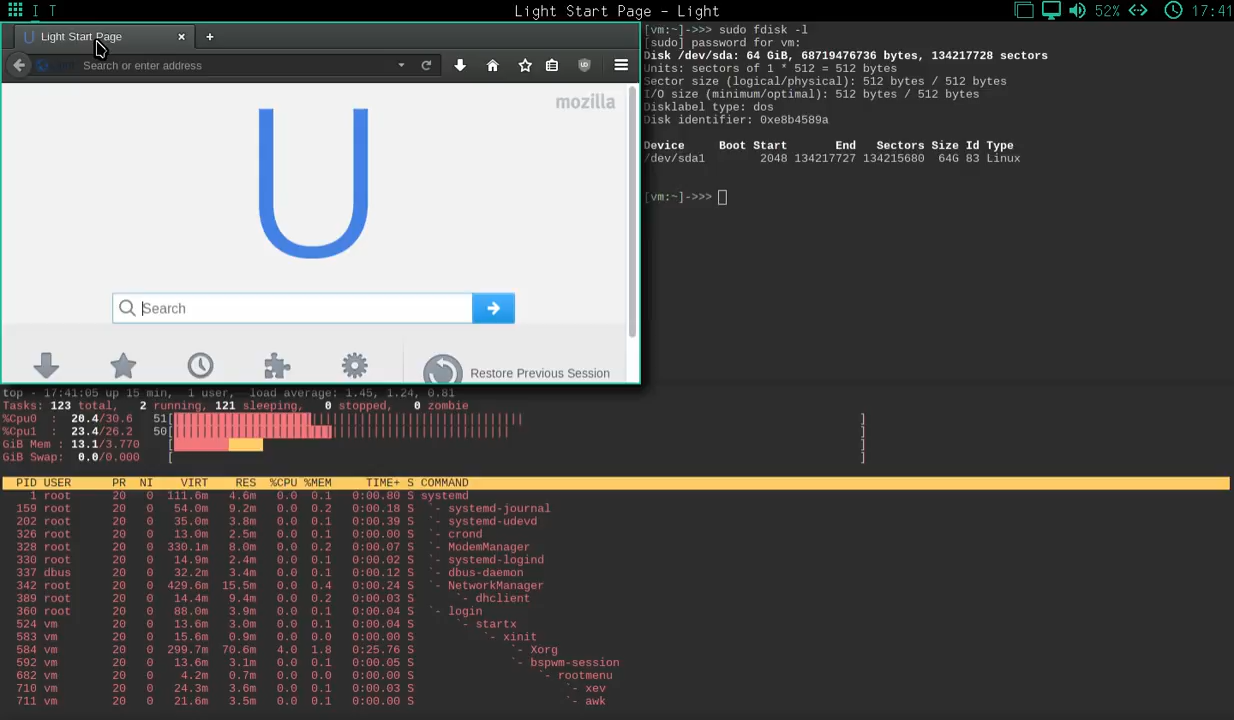 I T
Light Start Page - Light
52%
17:41
U Light Start Page
Search or enter address
mozilla
U
Search
Restore Previous Session
[vm:~]->>> sudo fdisk -l
[sudo] password for vm:
Disk /dev/sda: 64 GiB, 68719476736 bytes, 134217728 sectors
Units: sectors of 1 * 512 = 512 bytes
Sector size (logical/physical): 512 bytes / 512 bytes
I/O size (minimum/optimal): 512 bytes / 512 bytes
Disklabel type: dos
Disk identifier: 0xe8b4589a
Device Boot Start End Sectors Size Id Type
/dev/sda1 2048 134217727 134215680 64G 83 Linux
[vm:~]->>>
top - 17:41:05 up 15 min, 1 user, load average: 1.45, 1.24, 0.81
Tasks: 123 total, 2 running, 121 sleeping, 0 stopped, 0 zombie
%Cpu0 : 20.4/30.6 51[ ]
%Cpu1 : 23.4/26.2 50[ ]
GiB Mem : 13.1/3.770 [ ]
GiB Swap: 0.0/0.000 [ ]
PID USER PR NI VIRT RES %CPU %MEM TIME+ S COMMAND
1 root 20 0 111.6m 4.6m 0.0 0.1 0:00.80 S systemd
159 root 20 0 54.0m 9.2m 0.0 0.2 0:00.18 S `- systemd-journal
202 root 20 0 35.0m 3.8m 0.0 0.1 0:00.39 S `- systemd-udevd
326 root 20 0 13.0m 2.5m 0.0 0.1 0:00.00 S `- crond
328 root 20 0 330.1m 8.0m 0.0 0.2 0:00.07 S `- ModemManager
330 root 20 0 14.9m 2.4m 0.0 0.1 0:00.02 S `- systemd-logind
337 dbus 20 0 32.2m 3.4m 0.0 0.1 0:00.12 S `- dbus-daemon
342 root 20 0 429.6m 15.5m 0.0 0.4 0:00.24 S `- NetworkManager
389 root 20 0 14.4m 9.4m 0.0 0.2 0:00.03 S `- dhclient
360 root 20 0 88.0m 3.9m 0.0 0.1 0:00.04 S `- login
524 vm 20 0 13.6m 3.0m 0.0 0.1 0:00.04 S `- startx
583 vm 20 0 15.6m 0.9m 0.0 0.0 0:00.00 S `- xinit
584 vm 20 0 299.7m 70.6m 4.0 1.8 0:25.76 S `- Xorg
592 vm 20 0 13.6m 3.1m 0.0 0.1 0:00.05 S `- bspwm-session
682 vm 20 0 4.2m 0.7m 0.0 0.0 0:00.00 S `- rootmenu
710 vm 20 0 24.3m 3.6m 0.0 0.1 0:00.03 S `- xev
711 vm 20 0 21.6m 3.5m 0.0 0.1 0:00.00 S `- awk